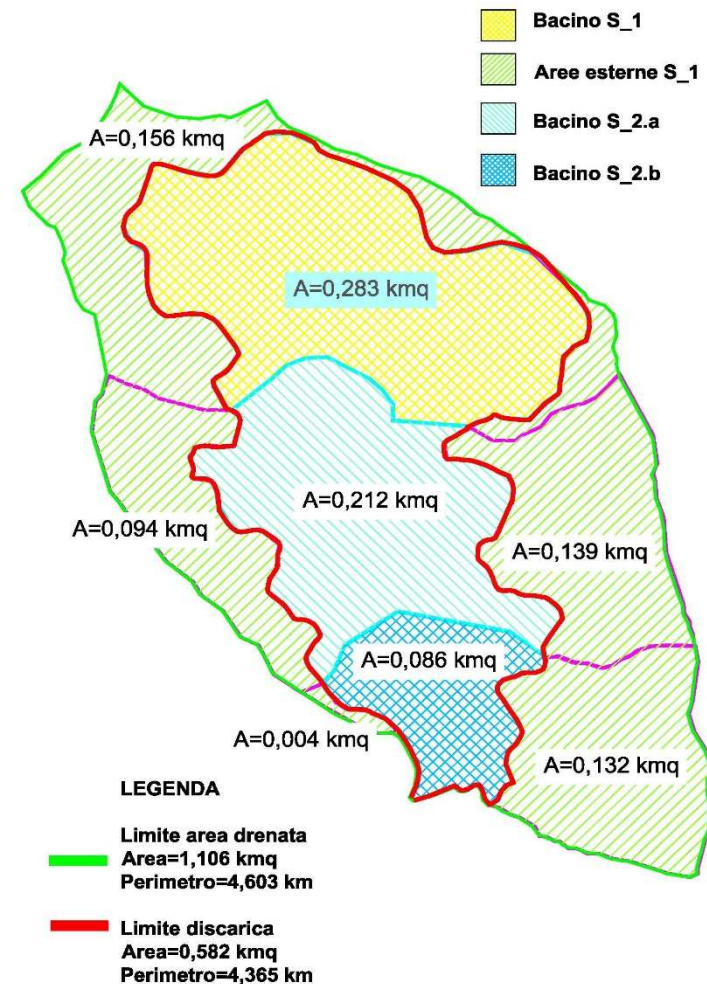 Bacino S_1
Aree esterne S_1
Bacino S_2.a
Bacino S_2.b
A=0,156 kmq
A=0,283 kmq
A=0,212 kmq
A=0,094 kmq
A=0,139 kmq
A=0,086 kmq
A=0,004 kmq
A=0,132 kmq
LEGENDA
Limite area drenata
Area=1,106 kmq
Perimetro=4,603 km
Limite discarica
Area=0,582 kmq
Perimetro=4,365 km